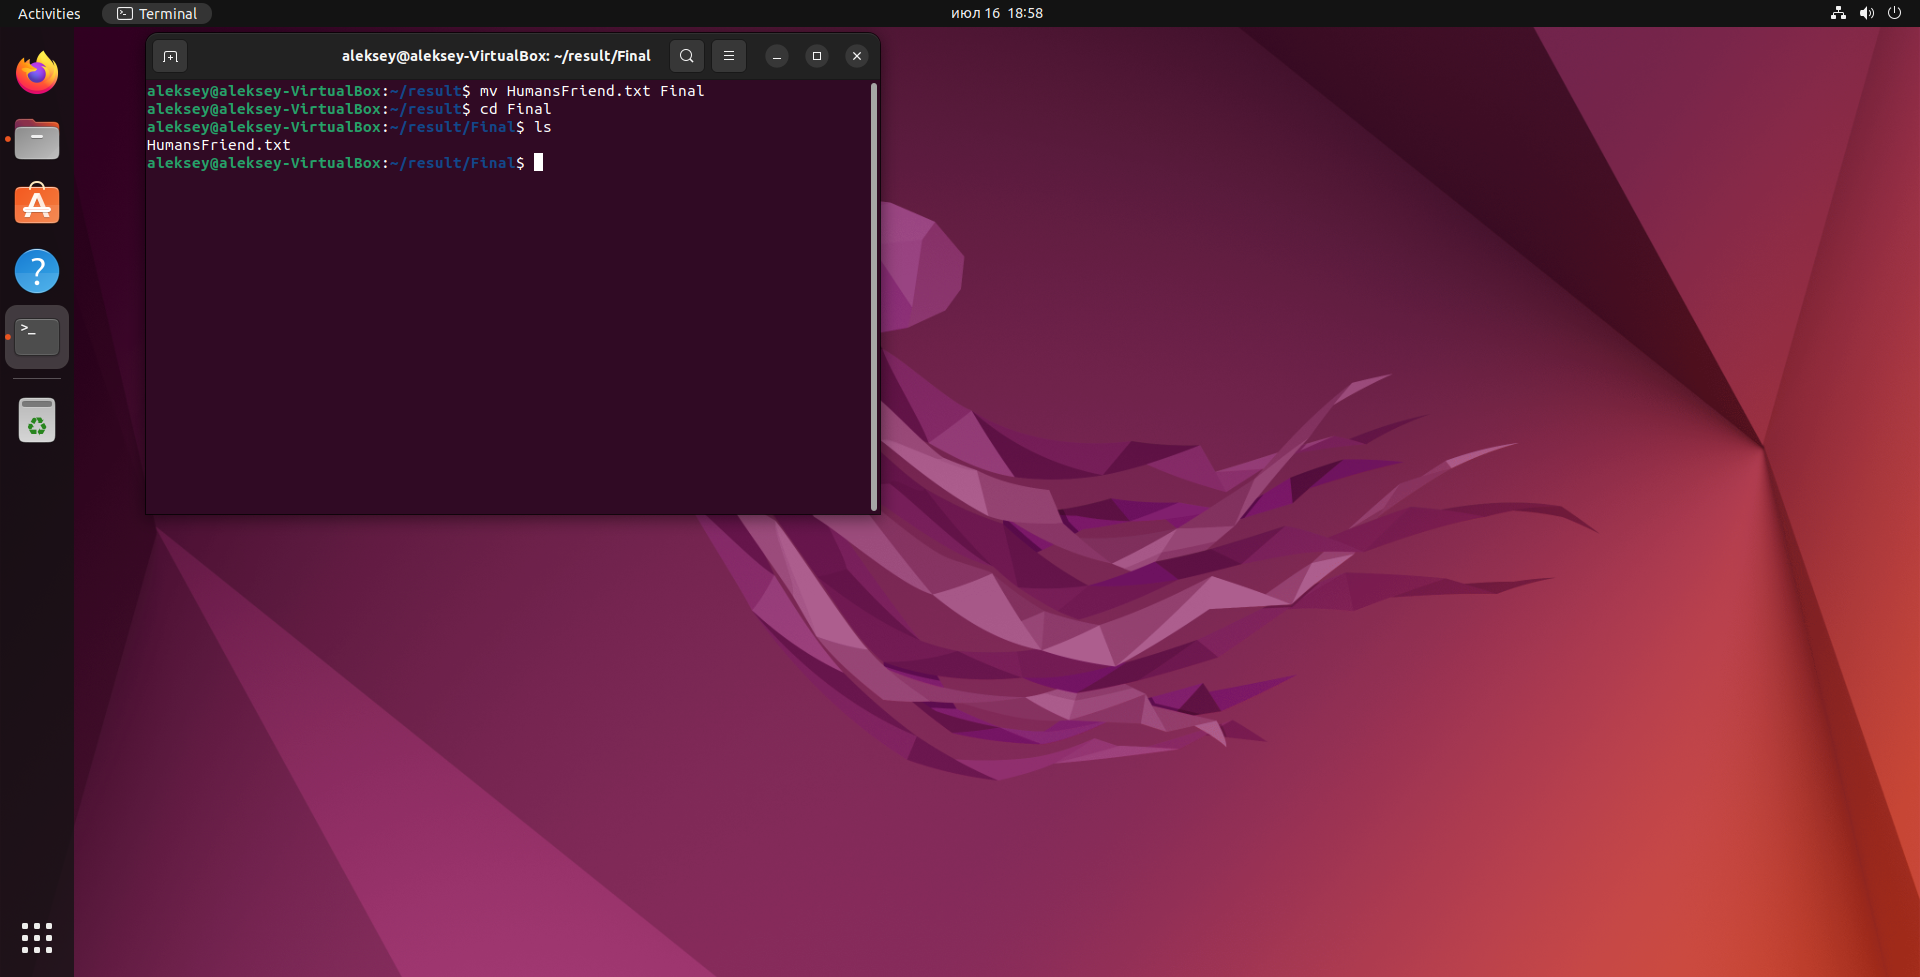 Activities
Terminal
июл 16 18:58
aleksey@aleksey-VirtualBox: ~/result/Final
aleksey@aleksey-VirtualBox:~/result$ mv HumansFriend.txt Final
aleksey@aleksey-VirtualBox:~/result$ cd Final
aleksey@aleksey-VirtualBox:~/result/Final$ ls
HumansFriend.txt
aleksey@aleksey-VirtualBox:~/result/Final$